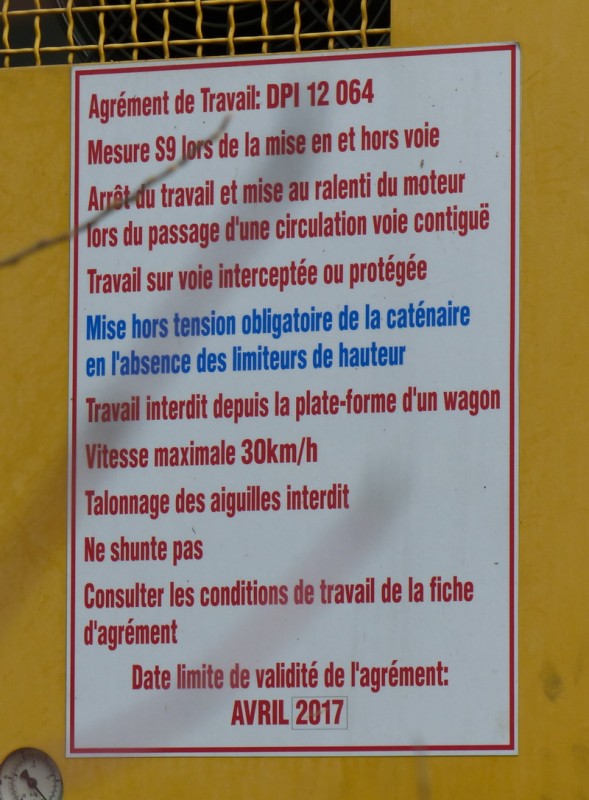 Agrément de Travail: DPI 12 064
Mesure S9 lors de la mise en et hors voie
Arrêt du travail et mise au ralenti du moteur
lors du passage d'une circulation voie contiguë
Travail sur voie interceptée ou protégée
Mise hors tension obligatoire de la caténaire
en l'absence des limiteurs de hauteur
Travail interdit depuis la plate-forme d'un wagon
Vitesse maximale 30km/h
Talonnage des aiguilles interdit
Ne shunte pas
Consulter les conditions de travail de la fiche
d'agrément
Date limite de validité de l'agrément:
AVRIL 2017